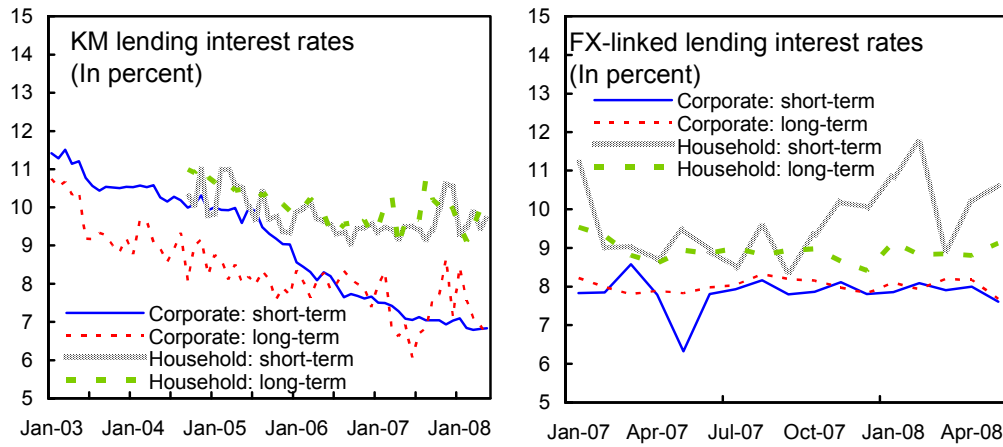 KM lending interest rates
(In percent)
15
14
13
12
11
10
9
8
7
6
5
Corporate: short-term
Corporate: long-term
Household: short-term
Household: long-term
Jan-03 Jan-04 Jan-05 Jan-06 Jan-07 Jan-08
FX-linked lending interest rates
(In percent)
15
14
13
12
11
10
9
8
7
6
5
Corporate: short-term
Corporate: long-term
Household: short-term
Household: long-term
Jan-07 Apr-07 Jul-07 Oct-07 Jan-08 Apr-08